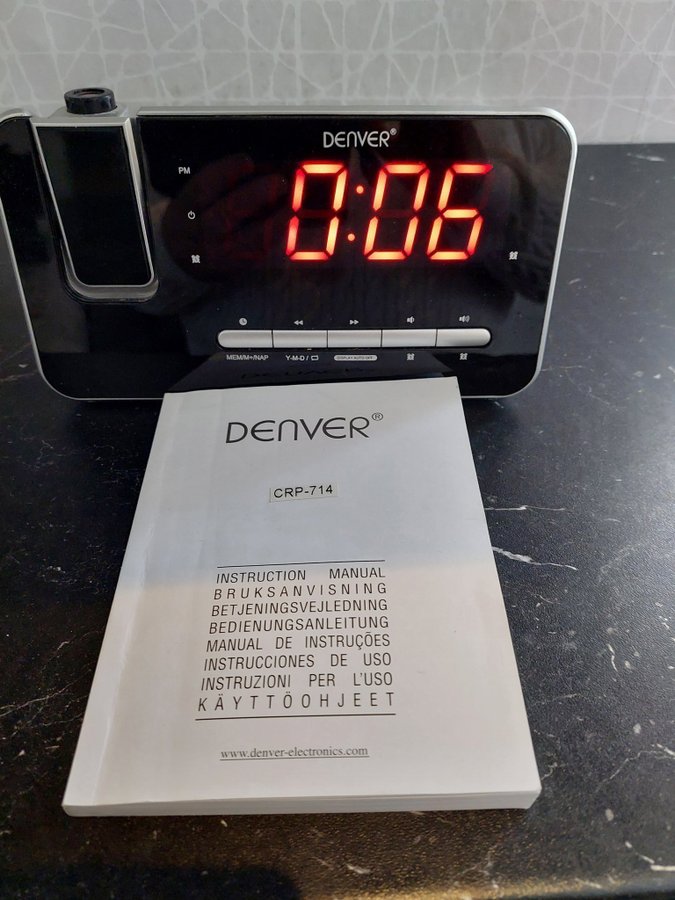 DENVER®
PM
0:06
MEM/M+/NAP Y-M-D / DISPLAY AUTO OFF
DENVER®
CRP-714
INSTRUCTION MANUAL
BRUKSANVISNING
BETJENINGSVEJLEDNING
BEDIENUNGSANLEITUNG
MANUAL DE INSTRUÇÕES
INSTRUCCIONES DE USO
INSTRUZIONI PER L'USO
KÄYTTÖOHJEET
www.denver-electronics.com